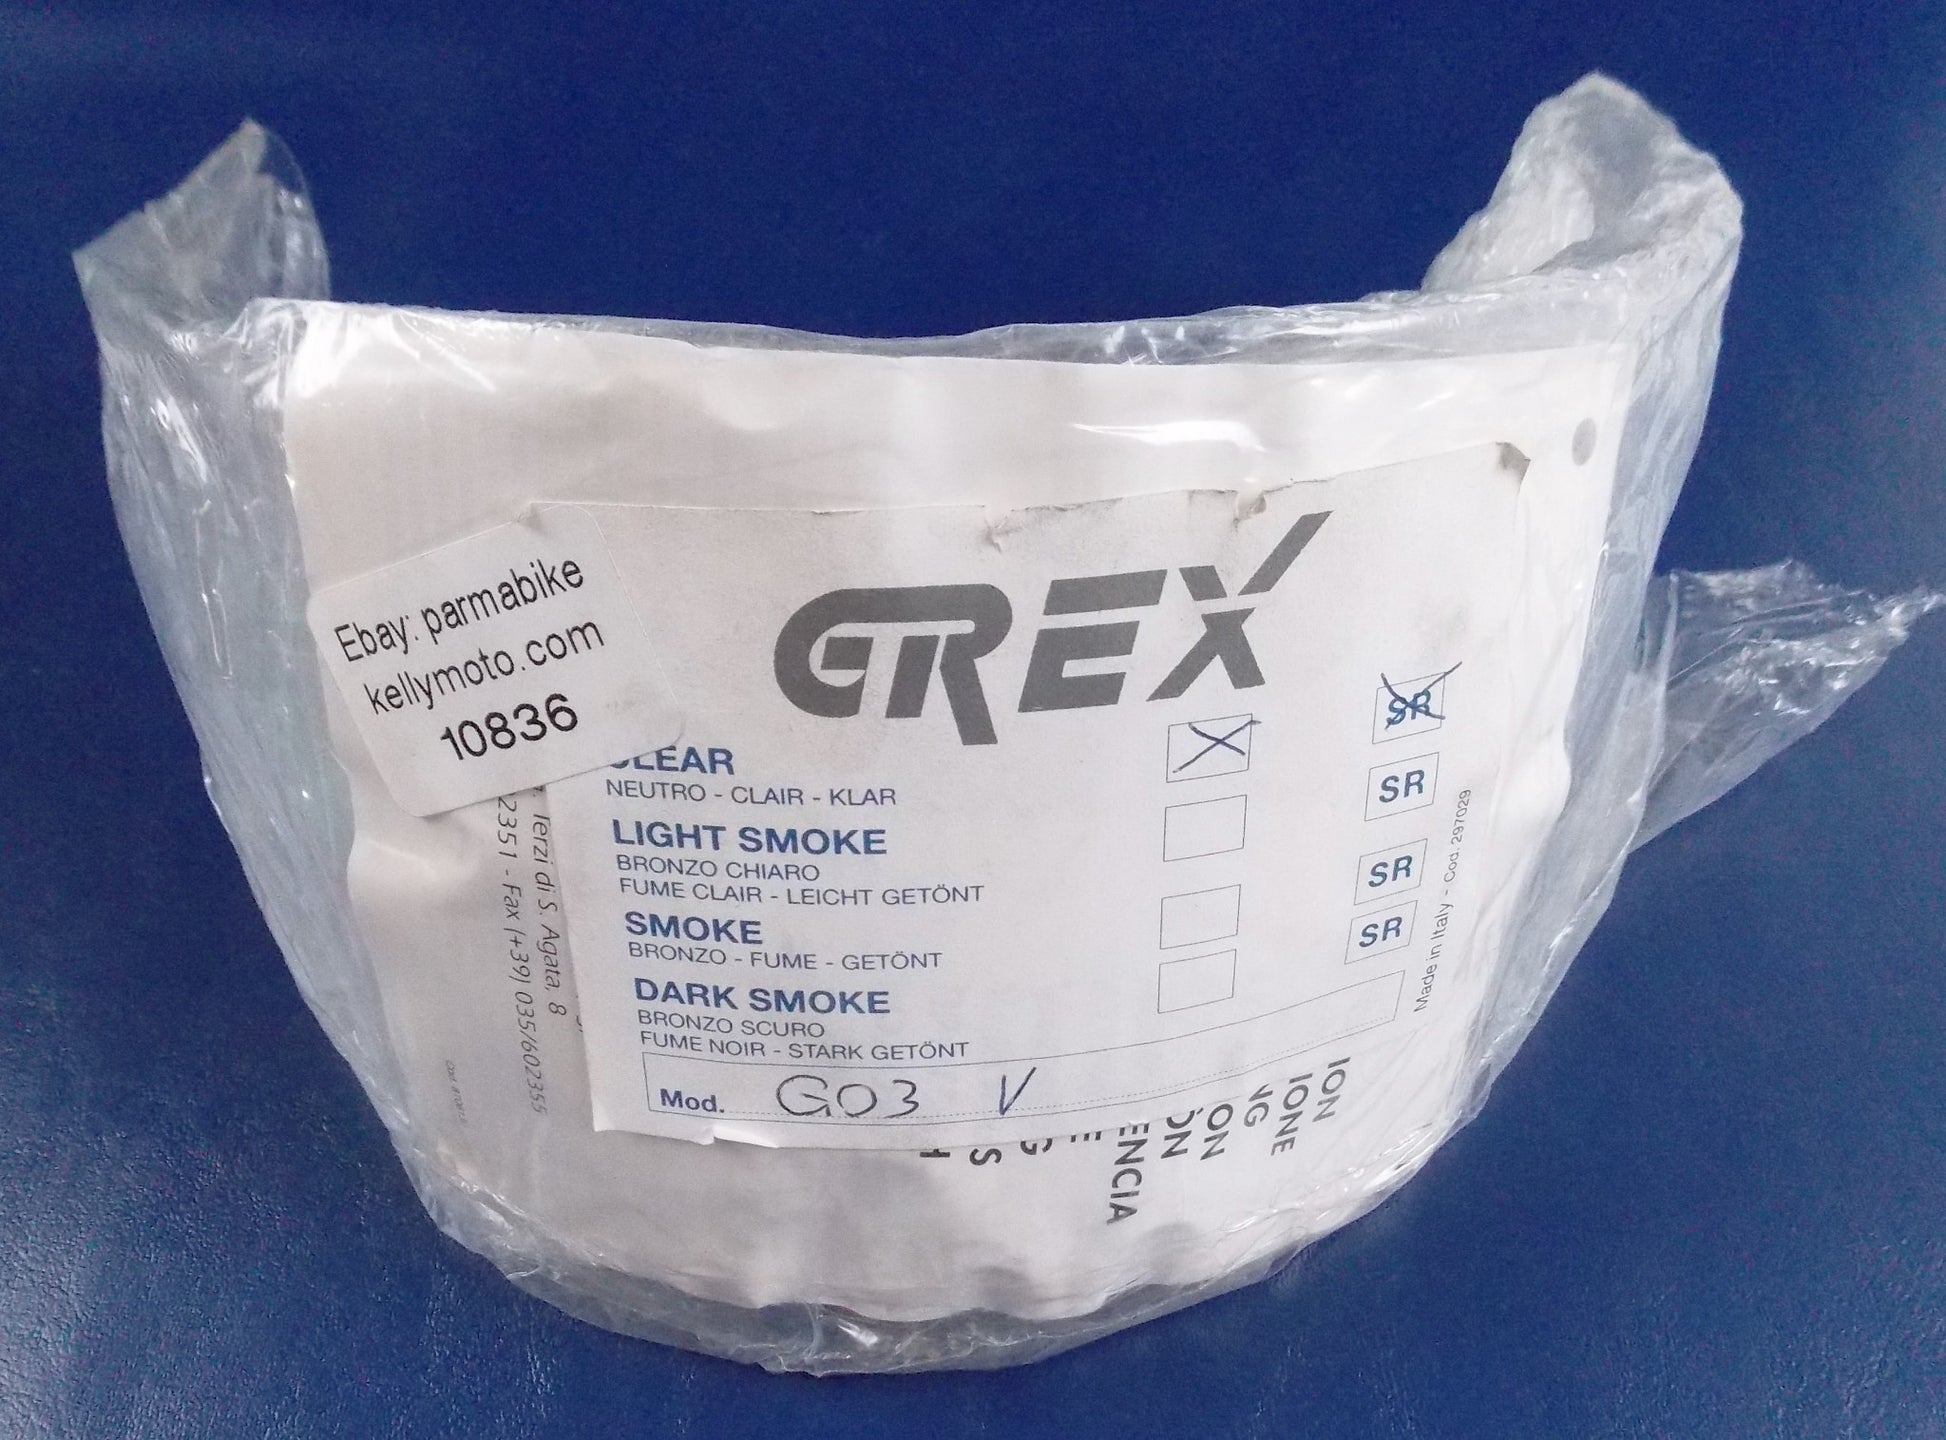 Ebay: parmabike
kellymoto.com
10836
GREX
CLEAR
NEUTRO - CLAIR - KLAR
SR
LIGHT SMOKE
BRONZO CHIARO
FUME CLAIR - LEICHT GETÖNT
SR
SMOKE
BRONZO - FUME - GETÖNT
SR
DARK SMOKE
BRONZO SCURO
FUME NOIR - STARK GETÖNT
SR
Mod. G03 V
Made in Italy - Cod. 297029
Terzi di S. Agata, 8
2351 - Fax (+39) 035/602355
ION
IONE
NG
ON
ON
ENCIA